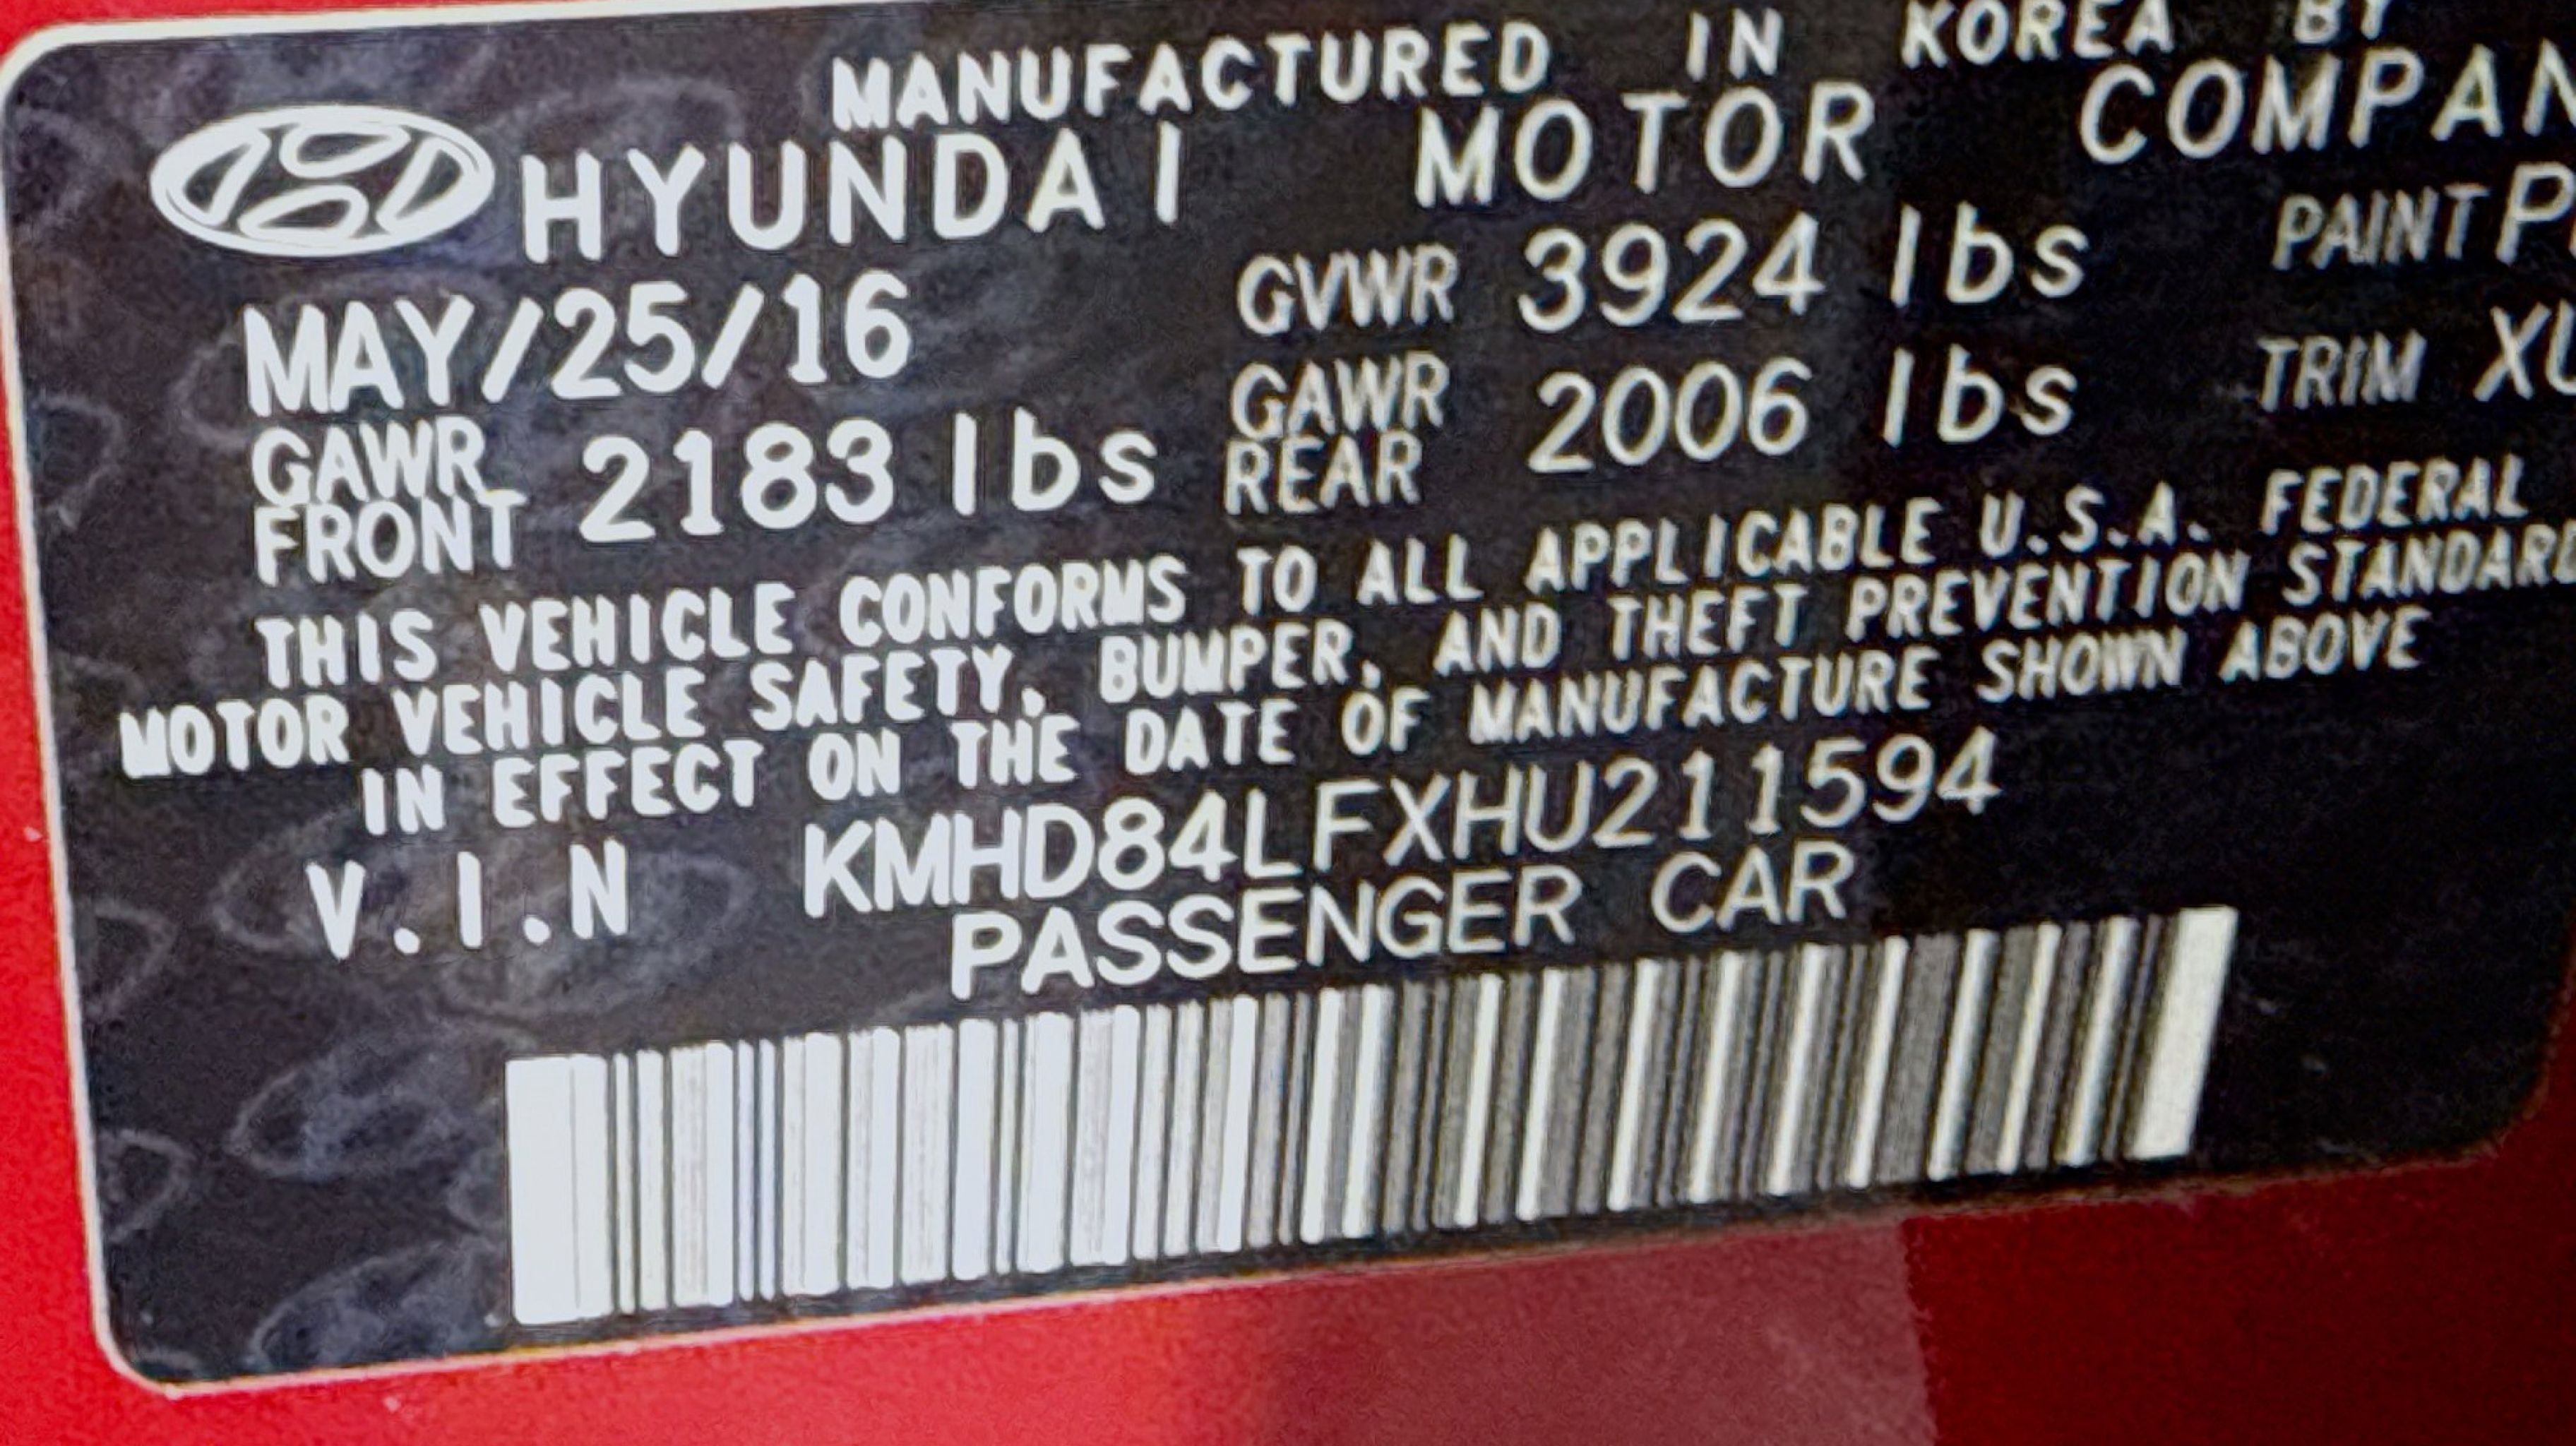 MANUFACTURED IN KOREA BY
HYUNDAI MOTOR
MAY/25/16 GVWR 3924 lbs PAINT
GAWR FRONT 2183 lbs GAWR REAR 2006 lbs TRIM
THIS VEHICLE CONFORMS TO ALL APPLICABLE U.S.A. FEDERAL
MOTOR VEHICLE SAFETY, BUMPER, AND THEFT PREVENTION
IN EFFECT ON THE DATE OF MANUFACTURE SHOWN ABOVE
V.I.N KMHD84LFXHU211594
PASSENGER CAR